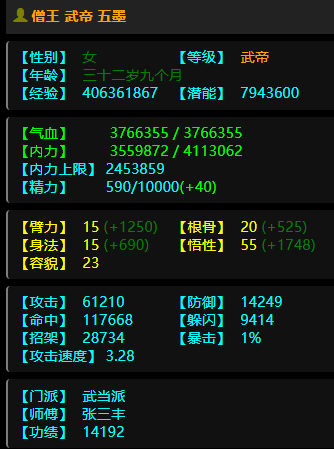 僧王 武帝 五墨
【性别】 女 【等级】 武帝
【年龄】 三十二岁九个月
【经验】 406361867 【潜能】 7943600
【气血】 3766355 / 3766355
【内力】 3559872 / 4113062
【内力上限】 2453859
【精力】 590/10000(+40)
【臂力】 15 (+1250) 【根骨】 20 (+525)
【身法】 15 (+690) 【悟性】 55 (+1748)
【容貌】 23
【攻击】 61210 【防御】 14249
【命中】 117668 【躲闪】 9414
【招架】 28734 【暴击】 1%
【攻击速度】 3.28
【门派】 武当派
【师傅】 张三丰
【功绩】 14192